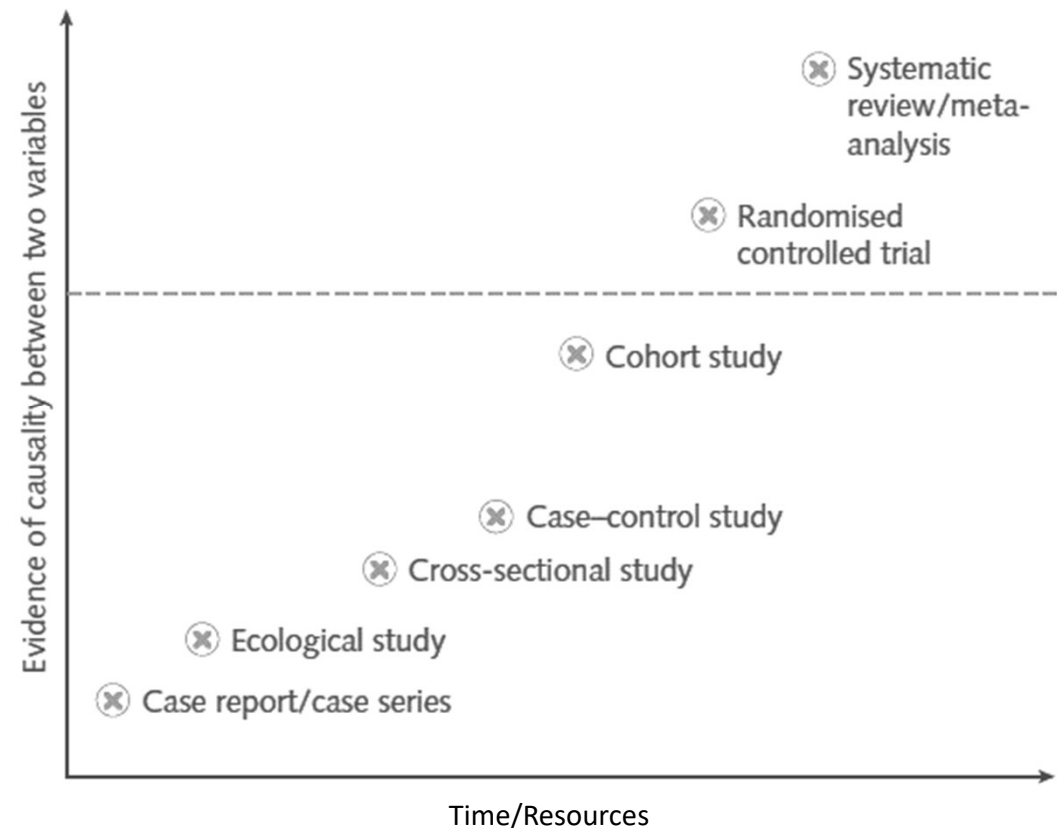 Evidence of causality between two variables
Systematic
review/meta-
analysis
Randomised
controlled trial
Cohort study
Case–control study
Cross-sectional study
Ecological study
Case report/case series
Time/Resources